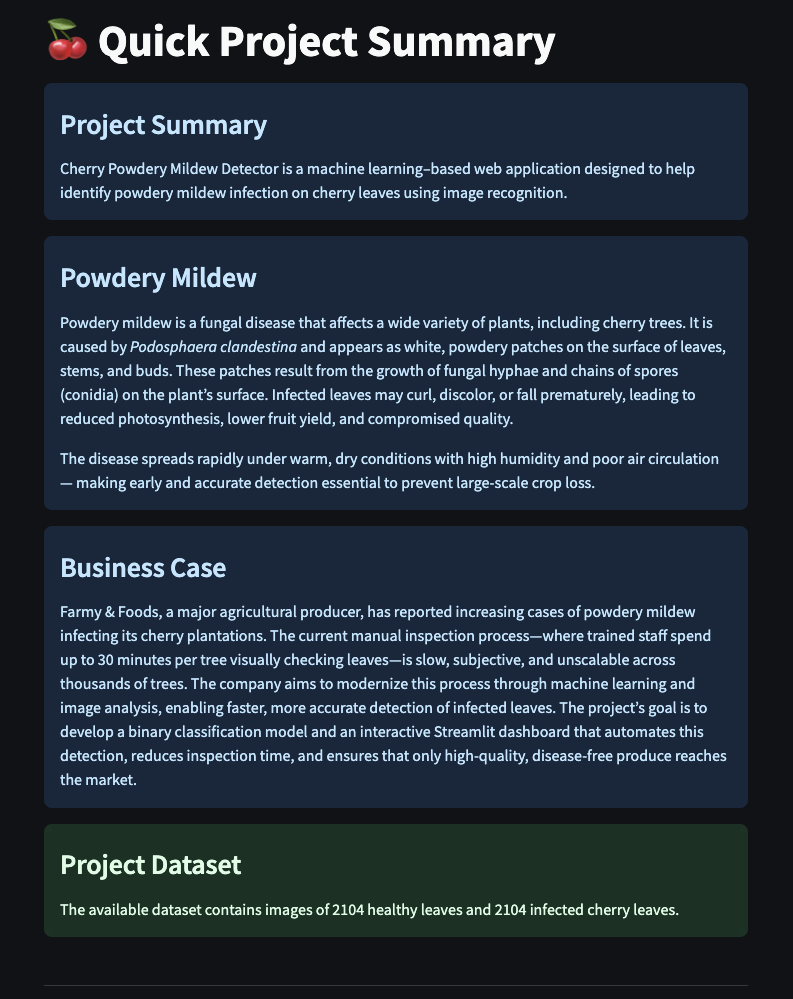 🍒 Quick Project Summary
Project Summary
Cherry Powdery Mildew Detector is a machine learning–based web application designed to help
identify powdery mildew infection on cherry leaves using image recognition.
Powdery Mildew
Powdery mildew is a fungal disease that affects a wide variety of plants, including cherry trees. It is
caused by Podosphaera clandestina and appears as white, powdery patches on the surface of leaves,
stems, and buds. These patches result from the growth of fungal hyphae and chains of spores
(conidia) on the plant’s surface. Infected leaves may curl, discolor, or fall prematurely, leading to
reduced photosynthesis, lower fruit yield, and compromised quality.
The disease spreads rapidly under warm, dry conditions with high humidity and poor air circulation
— making early and accurate detection essential to prevent large-scale crop loss.
Business Case
Farmy & Foods, a major agricultural producer, has reported increasing cases of powdery mildew
infecting its cherry plantations. The current manual inspection process—where trained staff spend
up to 30 minutes per tree visually checking leaves—is slow, subjective, and unscalable across
thousands of trees. The company aims to modernize this process through machine learning and
image analysis, enabling faster, more accurate detection of infected leaves. The project’s goal is to
develop a binary classification model and an interactive Streamlit dashboard that automates this
detection, reduces inspection time, and ensures that only high-quality, disease-free produce reaches
the market.
Project Dataset
The available dataset contains images of 2104 healthy leaves and 2104 infected cherry leaves.